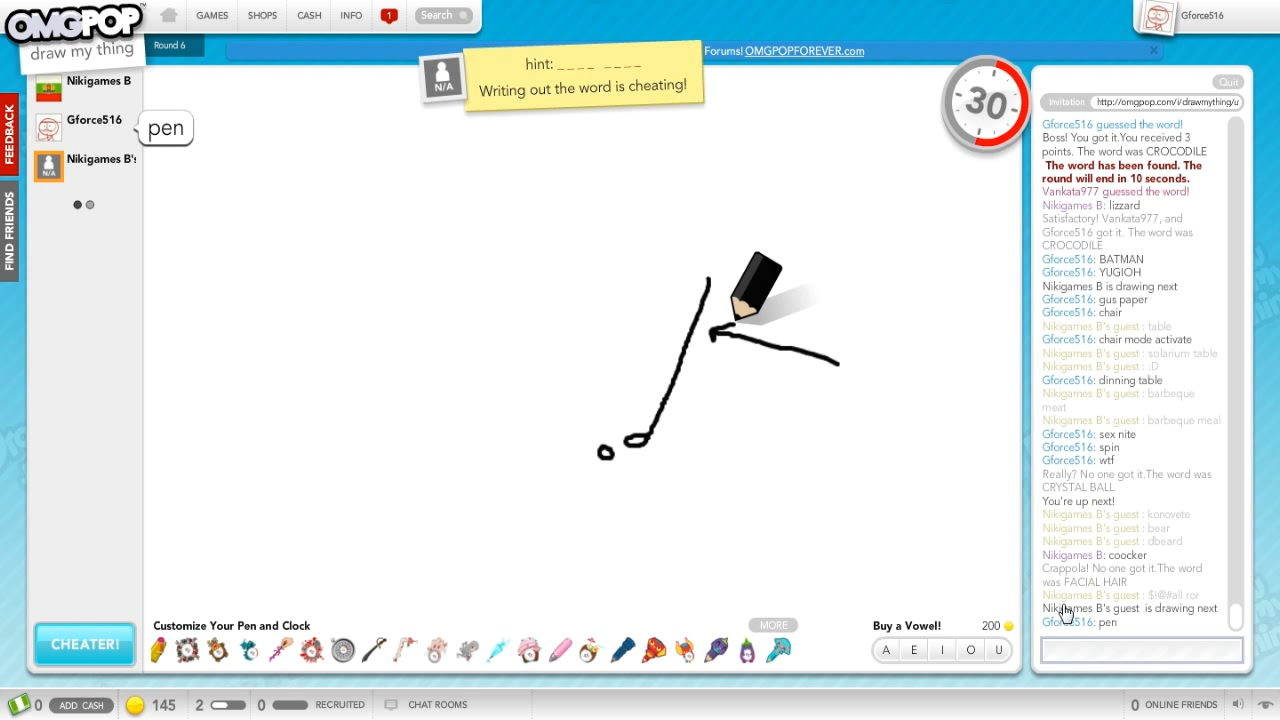 OMGPOP™
draw my thing
GAMES
SHOPS
CASH
INFO
1
Search
Gforce516
Round 6
Forums! OMGPOPFOREVER.com
N/A
hint: _ _ _ _  _ _ _ _
Writing out the word is cheating!
30
FEEDBACK
FIND FRIENDS
Nikigames B
Gforce516
pen
Nikigames B's
N/A
Quit
Invitation
http://omgpop.com/i/drawmything/u
Gforce516 guessed the word!
Boss! You got it.You received 3
points. The word was CROCODILE
The word has been found. The
round will end in 10 seconds.
Vankata977 guessed the word!
Nikigames B: lizzard
Satisfactory! Vankata977, and
Gforce516 got it. The word was
CROCODILE
Gforce516: BATMAN
Gforce516: YUGIOH
Nikigames B is drawing next
Gforce516: gus paper
Gforce516: chair
Nikigames B's guest : table
Gforce516: chair mode activate
Nikigames B's guest : solarium table
Nikigames B's guest : :D
Gforce516: dinning table
Nikigames B's guest : barbeque
meat
Nikigames B's guest : barbeque meal
Gforce516: sex nite
Gforce516: spin
Gforce516: wtf
Really? No one got it.The word was
CRYSTAL BALL
You're up next!
Nikigames B's guest : konovete
Nikigames B's guest : bear
Nikigames B's guest : dbeard
Nikigames B: coocker
Crappola! No one got it.The word
was FACIAL HAIR
Nikigames B's guest : $!@#all ror
Nikigames B's guest is drawing next
Gforce516: pen
CHEATER!
Customize Your Pen and Clock
MORE
Buy a Vowel!
200
A E I O U
0
ADD CASH
145
2
0
RECRUITED
CHAT ROOMS
0 ONLINE FRIENDS